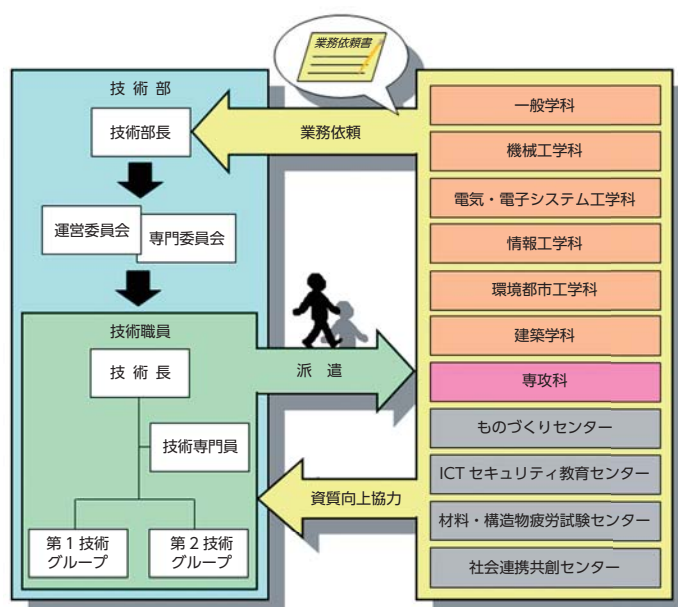 業務依頼書
技術部
技術部長
業務依頼
運営委員会
専門委員会
技術職員
技術長
派遣
技術専門員
資質向上協力
第1技術
グループ
第2技術
グループ
一般学科
機械工学科
電気・電子システム工学科
情報工学科
環境都市工学科
建築学科
専攻科
ものづくりセンター
ICTセキュリティ教育センター
材料・構造物疲労試験センター
社会連携共創センター